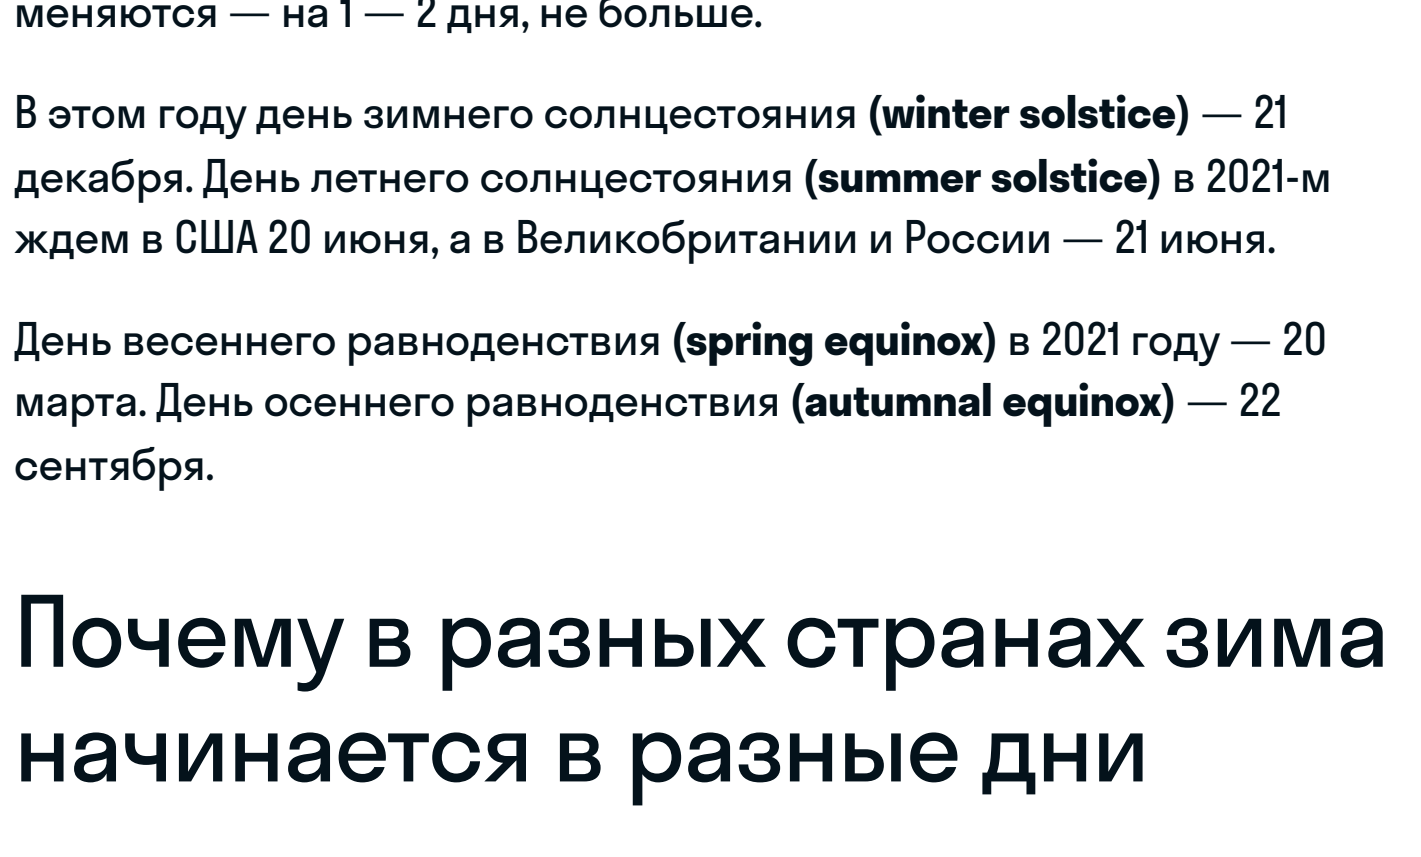 меняются — на 1 — 2 дня, не больше.
В этом году день зимнего солнцестояния (winter solstice) — 21
декабря. День летнего солнцестояния (summer solstice) в 2021-м
ждем в США 20 июня, а в Великобритании и России — 21 июня.
День весеннего равноденствия (spring equinox) в 2021 году — 20
марта. День осеннего равноденствия (autumnal equinox) — 22
сентября.
Почему в разных странах зима
начинается в разные дни